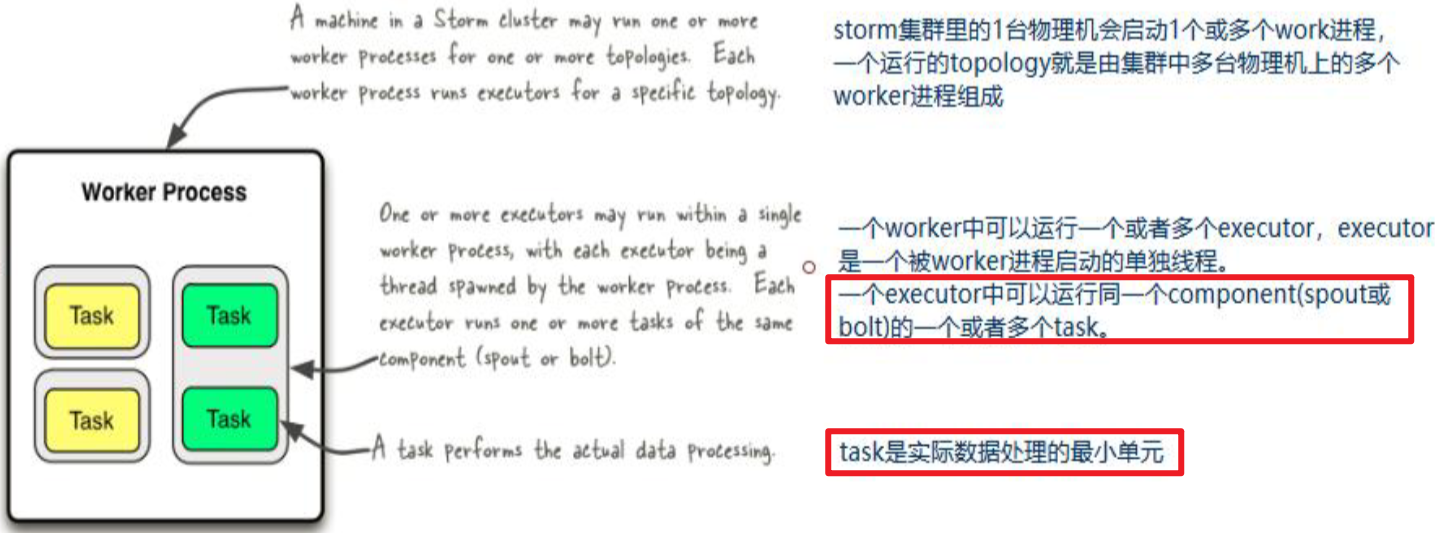 A machine in a Storm cluster may run one or more
worker processes for one or more topologies. Each
worker process runs executors for a specific topology.
storm集群里的1台物理机会启动1个或多个work进程，
一个运行的topology就是由集群中多台物理机上的多个
worker进程组成
Worker Process
Task
Task
Task
Task
One or more executors may run within a single
worker process, with each executor being a
thread spawned by the worker process. Each
executor runs one or more tasks of the same
component (spout or bolt).
一个worker中可以运行一个或者多个executor，executor
是一个被worker进程启动的单独线程。
一个executor中可以运行同一个component(spout或
bolt)的一个或者多个task。
A task performs the actual data processing.
task是实际数据处理的最小单元